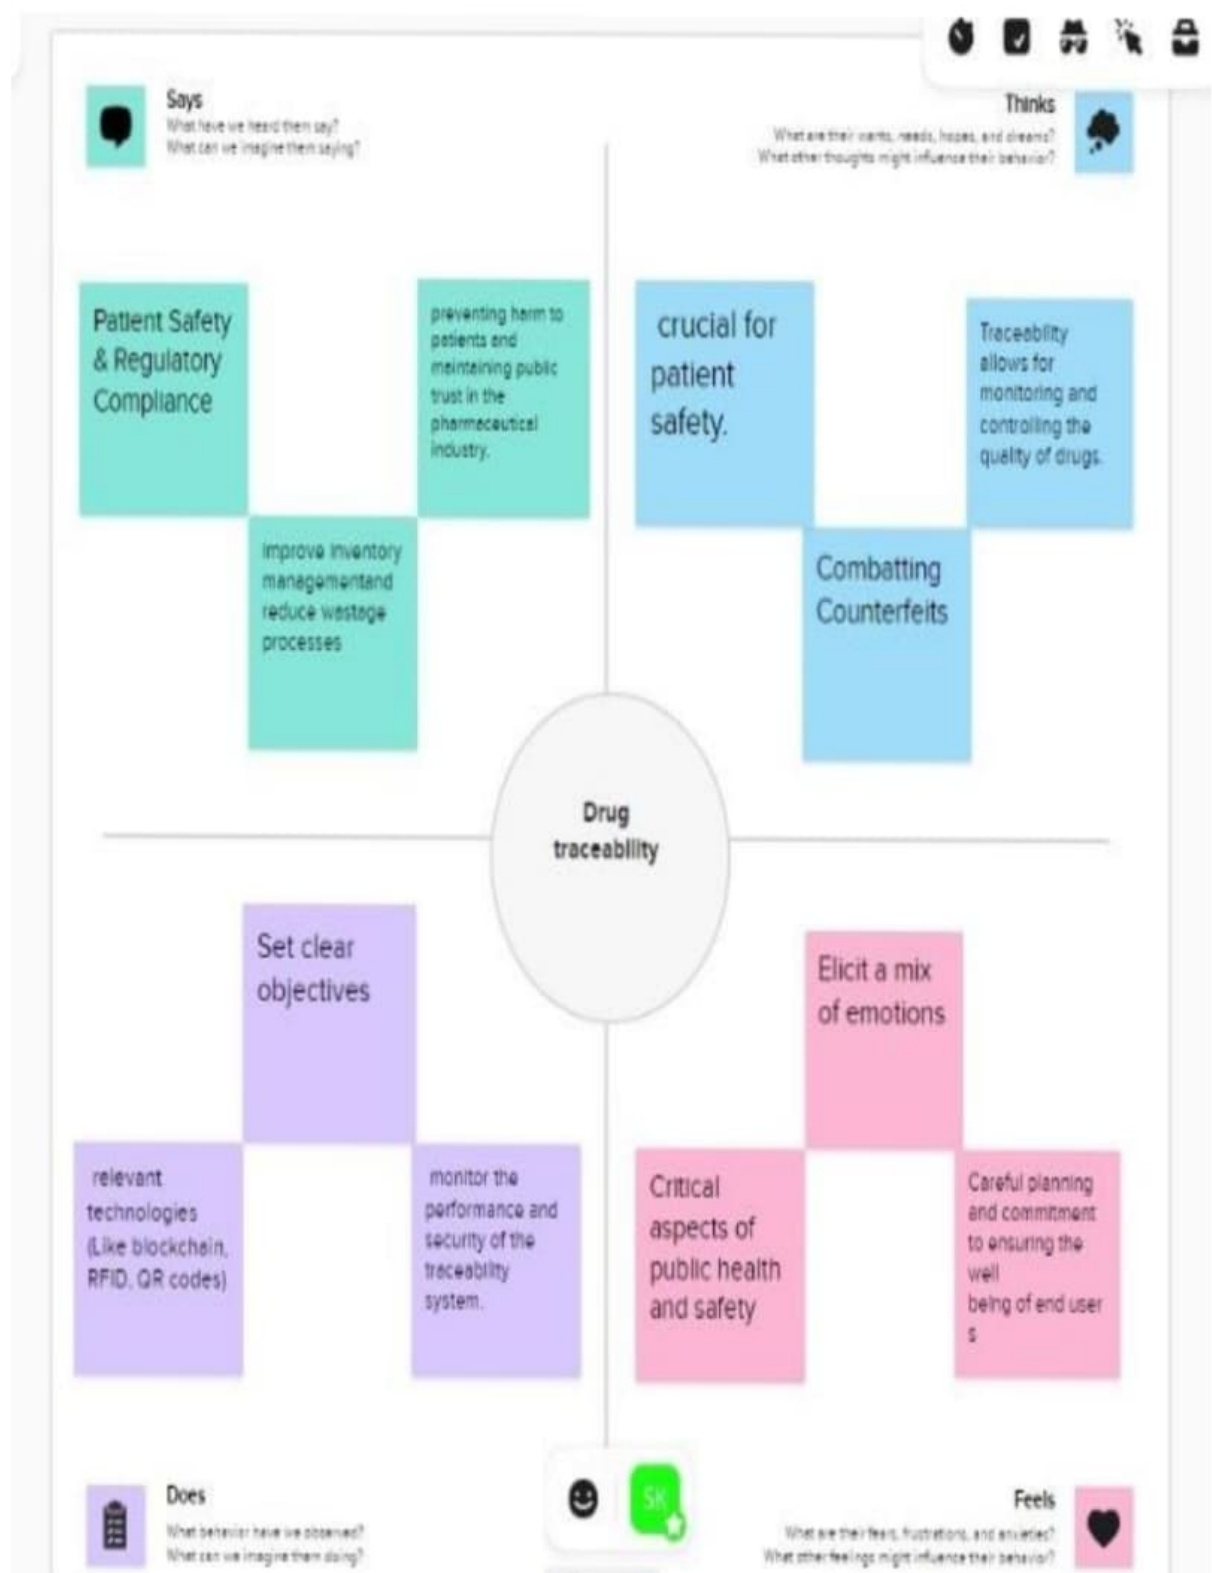 Says
What have we heard them say?
What can we imagine them saying?
Thinks
What are their wants, needs, hopes, and dreams?
What other thoughts might influence their behavior?
Patient Safety
& Regulatory
Compliance
preventing harm to
patients and
maintaining public
trust in the
pharmaceutical
industry.
improve inventory
managementand
reduce wastage
processes
crucial for
patient
safety.
Traceability
allows for
monitoring and
controlling the
quality of drugs.
Combatting
Counterfeits
Drug
traceability
Set clear
objectives
relevant
technologies
(Like blockchain,
RFID, QR codes)
monitor the
performance and
security of the
traceability
system.
Elicit a mix
of emotions
Critical
aspects of
public health
and safety
Careful planning
and commitment
to ensuring the
well
being of end user
s
Does
What behavior have we observed?
What can we imagine them doing?
SK
Feels
What are their fears, frustrations, and anxieties?
What other feelings might influence their behavior?